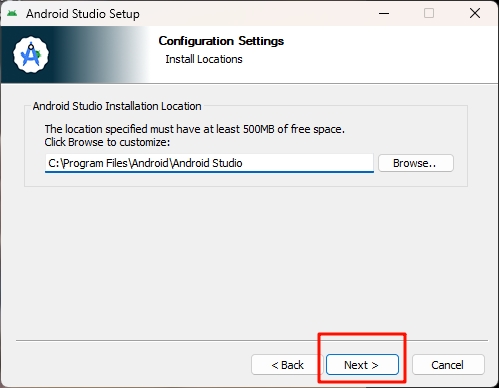 Android Studio Setup
Configuration Settings
Install Locations
Android Studio Installation Location
The location specified must have at least 500MB of free space.
Click Browse to customize:
C:\Program Files\Android\Android Studio
Browse..
< Back
Next >
Cancel